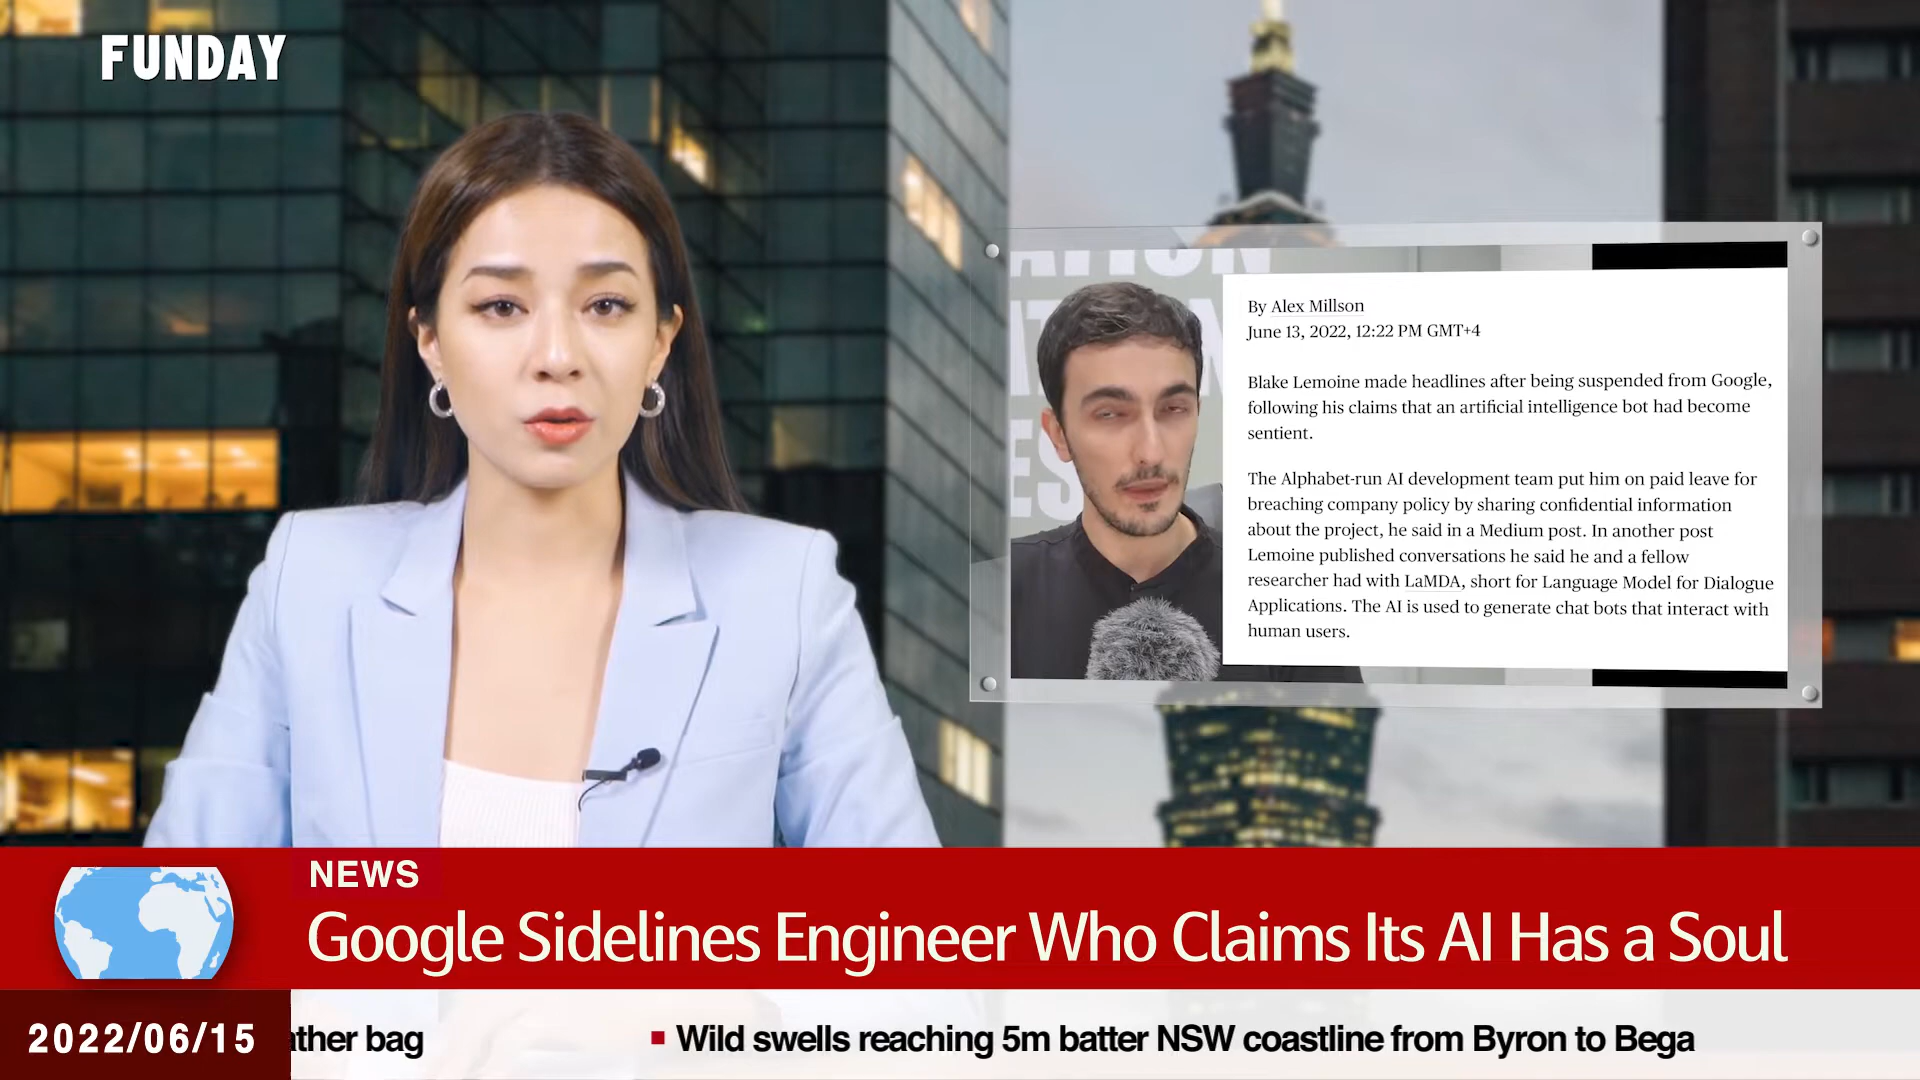 FUNDAY
By Alex Millson
June 13, 2022, 12:22 PM GMT+4
Blake Lemoine made headlines after being suspended from Google,
following his claims that an artificial intelligence bot had become
sentient.
The Alphabet-run AI development team put him on paid leave for
breaching company policy by sharing confidential information
about the project, he said in a Medium post. In another post
Lemoine published conversations he said he and a fellow
researcher had with LaMDA, short for Language Model for Dialogue
Applications. The AI is used to generate chat bots that interact with
human users.
NEWS
Google Sidelines Engineer Who Claims Its AI Has a Soul
2022/06/15
ather bag
Wild swells reaching 5m batter NSW coastline from Byron to Bega